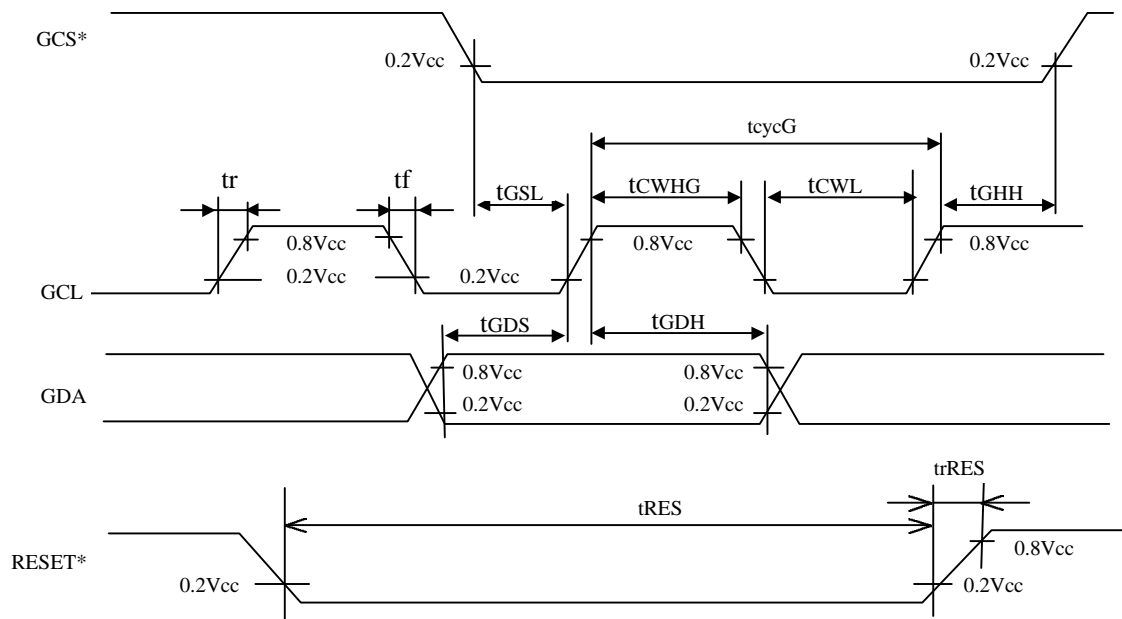 GCS*
0.2Vcc 0.2Vcc
tcycG
tr tf tGSL tCWHG tCWL tGHH
0.8Vcc 0.8Vcc 0.8Vcc
0.2Vcc 0.2Vcc
GCL
tGDS tGDH
0.8Vcc 0.8Vcc
GDA
0.2Vcc 0.2Vcc
trRES
tRES
RESET* 0.8Vcc
0.2Vcc 0.2Vcc